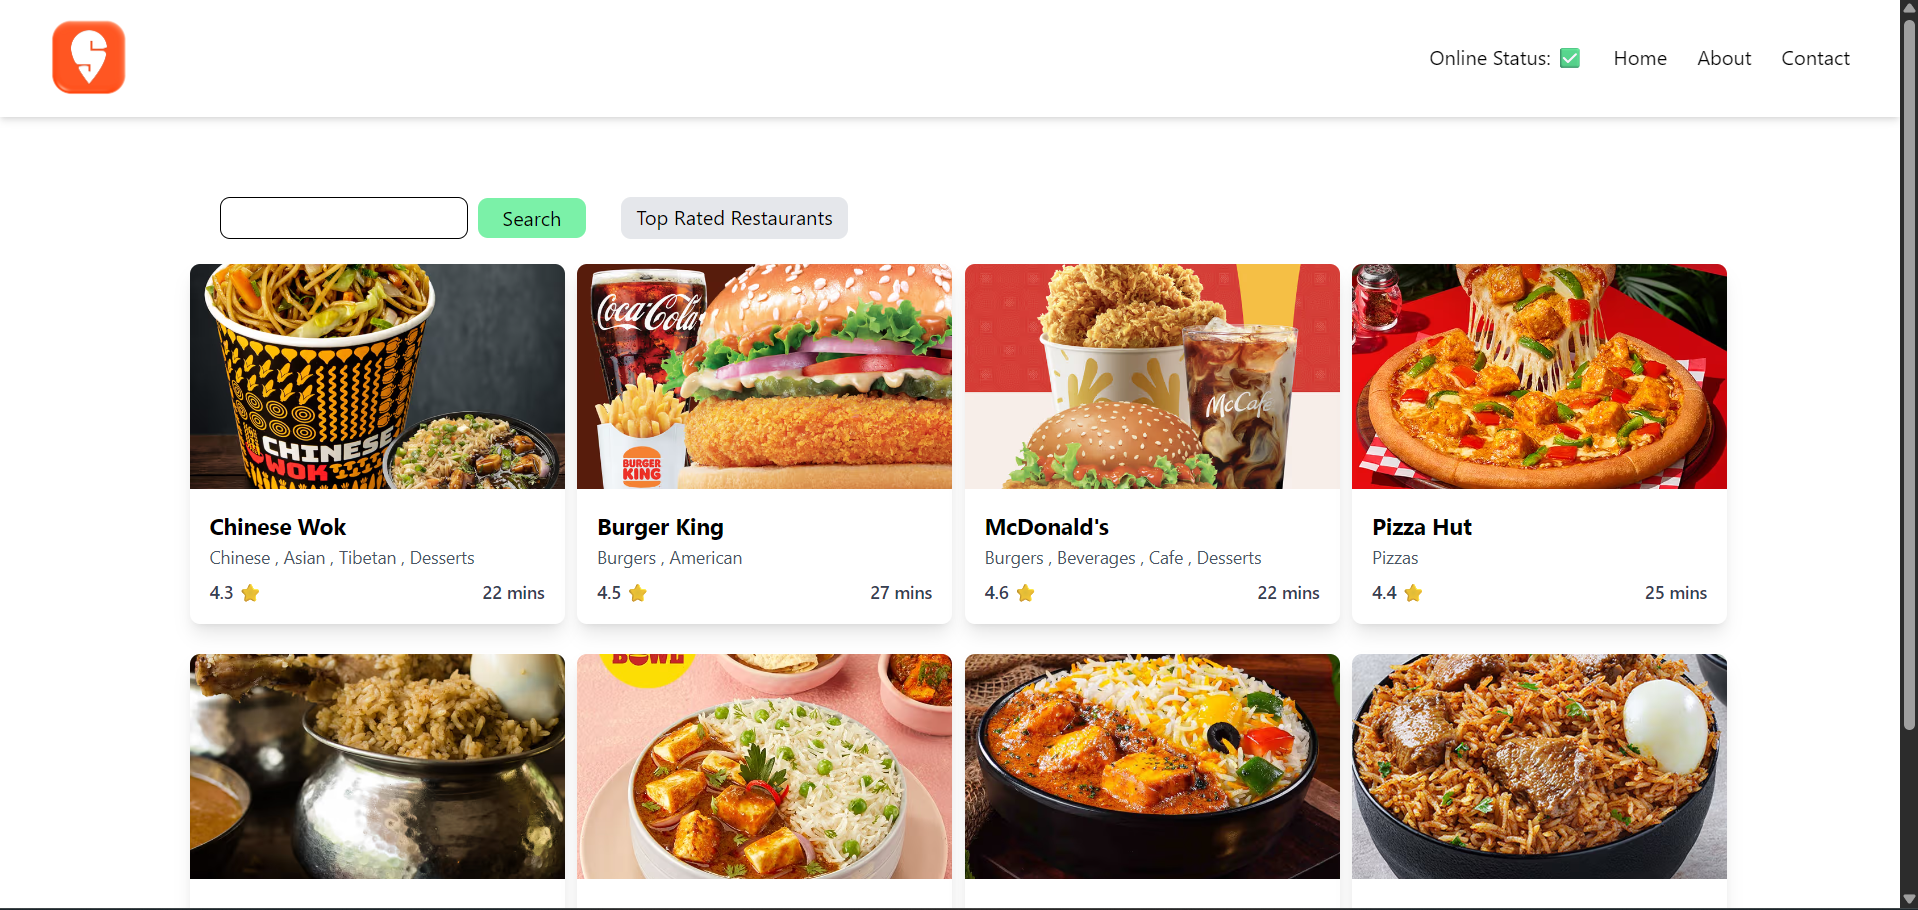 Online Status: ✅ Home About Contact
Search Top Rated Restaurants
CHINESE
WOK
Coca-Cola
BURGER
KING
McCafé
Chinese Wok
Chinese , Asian , Tibetan , Desserts
4.3 ⭐ 22 mins
Burger King
Burgers , American
4.5 ⭐ 27 mins
McDonald's
Burgers , Beverages , Cafe , Desserts
4.6 ⭐ 22 mins
Pizza Hut
Pizzas
4.4 ⭐ 25 mins
BOWL